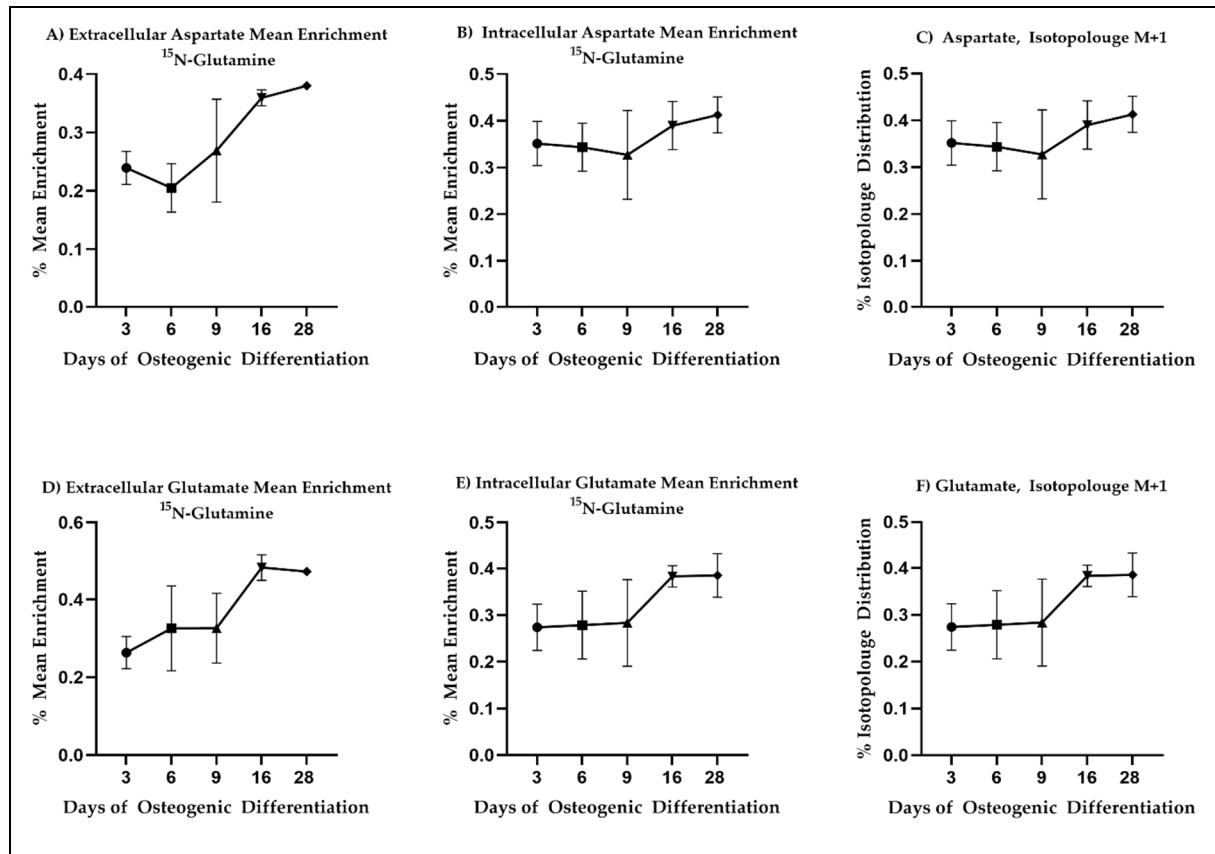 A) Extracellular Aspartate Mean Enrichment
¹⁵N-Glutamine
% Mean Enrichment
0.4
0.3
0.2
0.1
0.0
3 6 9 16 28
Days of Osteogenic Differentiation
B) Intracellular Aspartate Mean Enrichment
¹⁵N-Glutamine
% Mean Enrichment
0.5
0.4
0.3
0.2
0.1
0.0
3 6 9 16 28
Days of Osteogenic Differentiation
C) Aspartate, Isotopolouge M+1
% Isotopolouge Distribution
0.5
0.4
0.3
0.2
0.1
0.0
3 6 9 16 28
Days of Osteogenic Differentiation
D) Extracellular Glutamate Mean Enrichment
¹⁵N-Glutamine
% Mean Enrichment
0.6
0.4
0.2
0.0
3 6 9 16 28
Days of Osteogenic Differentiation
E) Intracellular Glutamate Mean Enrichment
¹⁵N-Glutamine
% Mean Enrichment
0.5
0.4
0.3
0.2
0.1
0.0
3 6 9 16 28
Days of Osteogenic Differentiation
F) Glutamate, Isotopolouge M+1
% Isotopolouge Distribution
0.5
0.4
0.3
0.2
0.1
0.0
3 6 9 16 28
Days of Osteogenic Differentiation